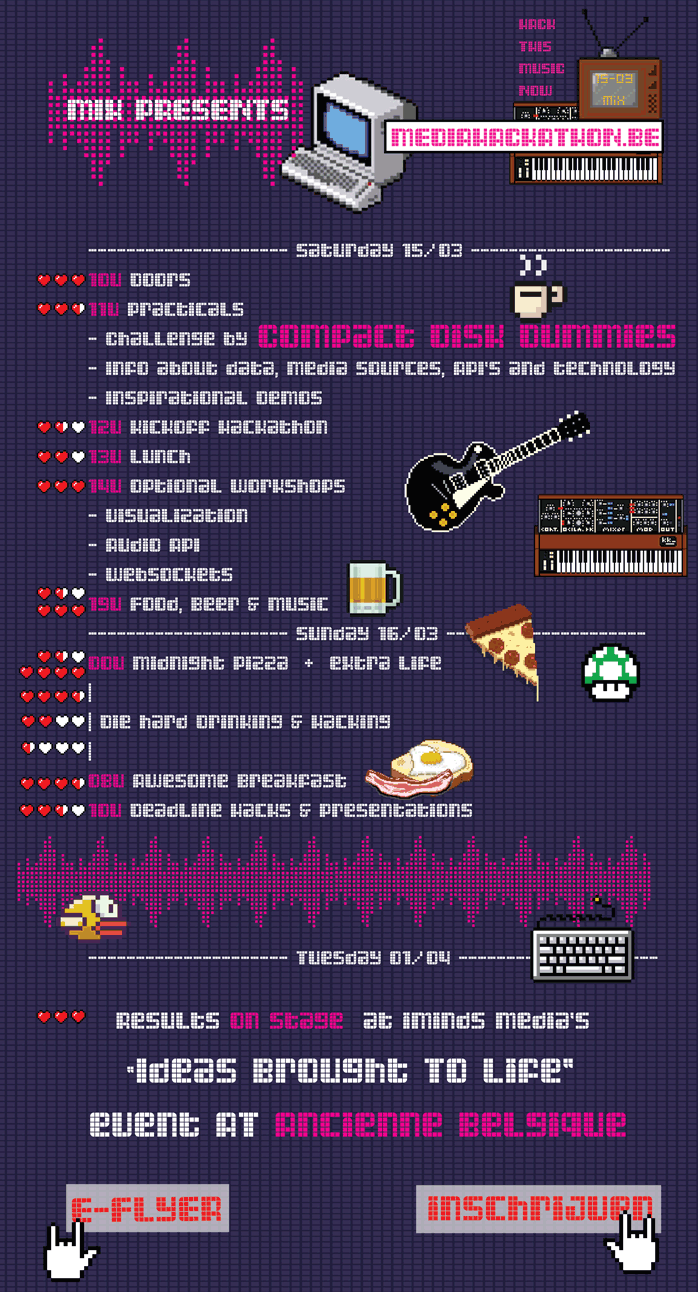 HACK
THIS
MUSIC
NOW
15-03
MIX
MIX PRESENTS
MEDIAHACKATHON.BE
Saturday 15/03
10U Doors
11U Practicals
- Challenge by COMPACT DISK DUMMIES
- Info about data, media sources, API's and technology
- Inspirational Demos
12U Kickoff Hackathon
13U Lunch
14U Optional Workshops
- Visualization
- Audio API
- Websockets
19U Food, Beer & Music
Sunday 16/03
00U Midnight Pizza + Extra Life
| Die hard Drinking & Hacking
08U Awesome Breakfast
10U Deadline Hacks & Presentations
Tuesday 01/04
Results on stage at iMinds Media's
"Ideas Brought To Life"
event AT Ancienne Belgique
E-FLYER
INSCHRIJVEN